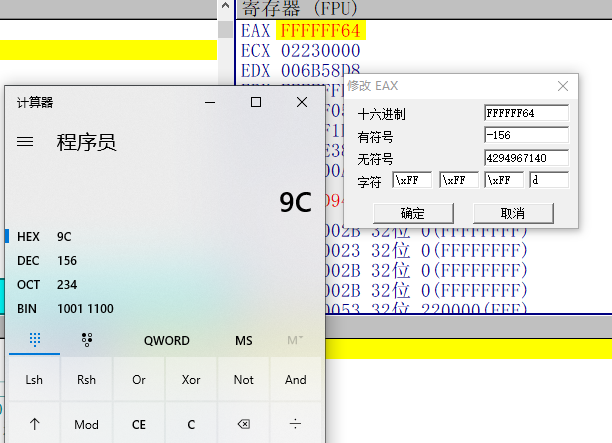 寄存器 (FPU)
EAX FFFFFF64
ECX 02230000
EDX 006B58D8
计算器
程序员
9C
HEX 9C
DEC 156
OCT 234
BIN 1001 1100
QWORD MS M˅
Lsh Rsh Or Xor Not And
↑ Mod CE C ⌫ ÷
修改 EAX
十六进制 FFFFFF64
有符号 -156
无符号 4294967140
字符 \xFF \xFF \xFF d
确定 取消
002B 32位 0(FFFFFFFF)
0023 32位 0(FFFFFFFF)
002B 32位 0(FFFFFFFF)
002B 32位 0(FFFFFFFF)
0053 32位 220000(FFF)